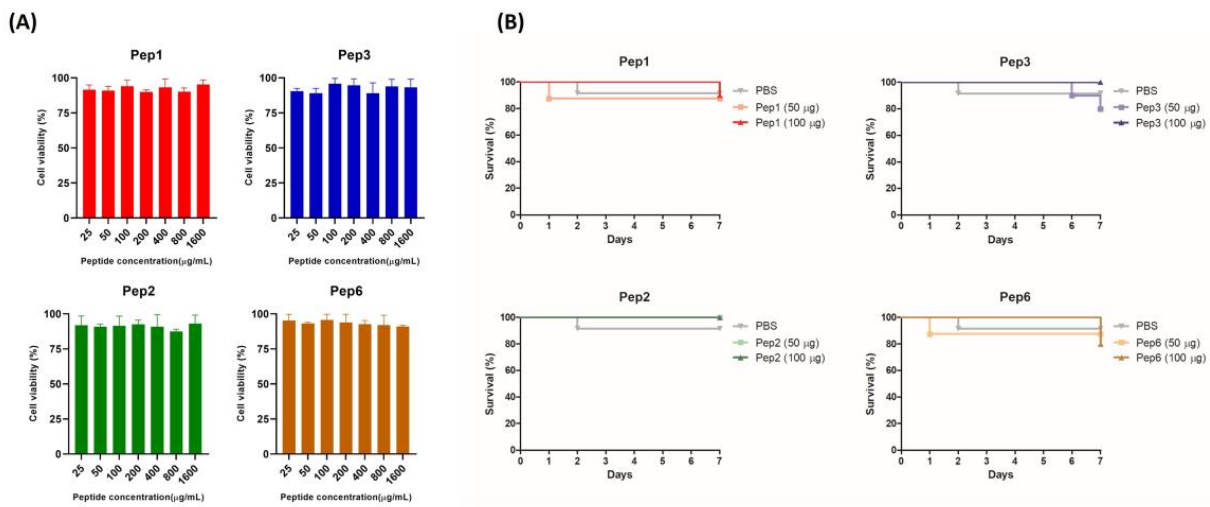 (A)
Pep1
Cell viability (%)
100
75
50
25
0
25 50 100 200 400 800 1600
Peptide concentration(μg/mL)
Pep3
Cell viability (%)
100
75
50
25
0
25 50 100 200 400 800 1600
Peptide concentration(μg/mL)
Pep2
Cell viability (%)
100
75
50
25
0
25 50 100 200 400 800 1600
Peptide concentration(μg/mL)
Pep6
Cell viability (%)
100
75
50
25
0
25 50 100 200 400 800 1600
Peptide concentration(μg/mL)
(B)
Pep1
Survival (%)
100
80
60
40
20
0
0 1 2 3 4 5 6 7
Days
PBS
Pep1 (50 μg)
Pep1 (100 μg)
Pep3
Survival (%)
100
80
60
40
20
0
0 1 2 3 4 5 6 7
Days
PBS
Pep3 (50 μg)
Pep3 (100 μg)
Pep2
Survival (%)
100
80
60
40
20
0
0 1 2 3 4 5 6 7
Days
PBS
Pep2 (50 μg)
Pep2 (100 μg)
Pep6
Survival (%)
100
80
60
40
20
0
0 1 2 3 4 5 6 7
Days
PBS
Pep6 (50 μg)
Pep6 (100 μg)